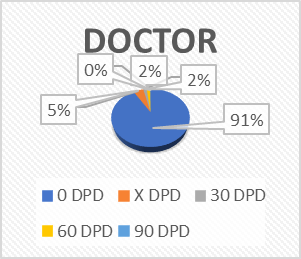 DOCTOR
0% 2% 2%
5%
91%
0 DPD X DPD 30 DPD
60 DPD 90 DPD